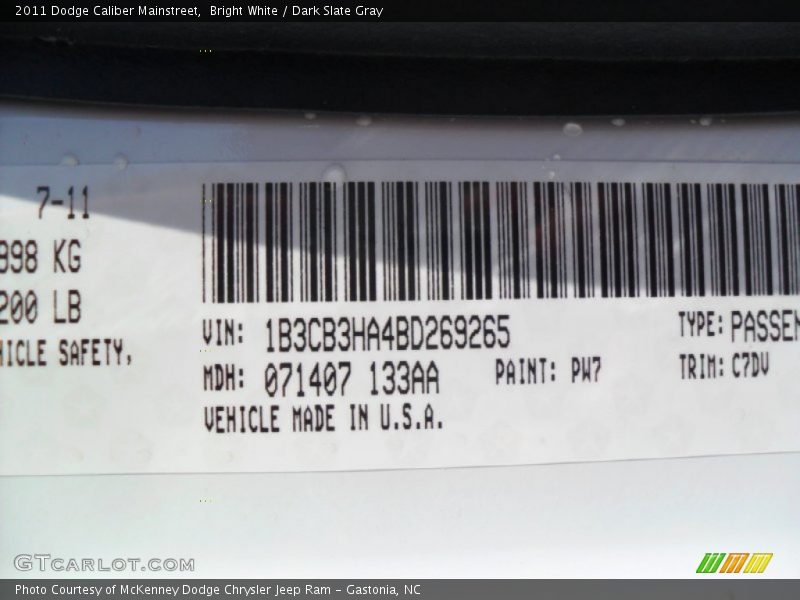 2011 Dodge Caliber Mainstreet,  Bright White / Dark Slate Gray
7-11
898 KG
200 LB
HICLE SAFETY,
VIN: 1B3CB3HA4BD269265
TYPE: PASSEN
MDH: 071407 133AA
PAINT: PW7
TRIM: C7DV
VEHICLE MADE IN U.S.A.
GTCARLOT.COM
Photo Courtesy of McKenney Dodge Chrysler Jeep Ram - Gastonia, NC